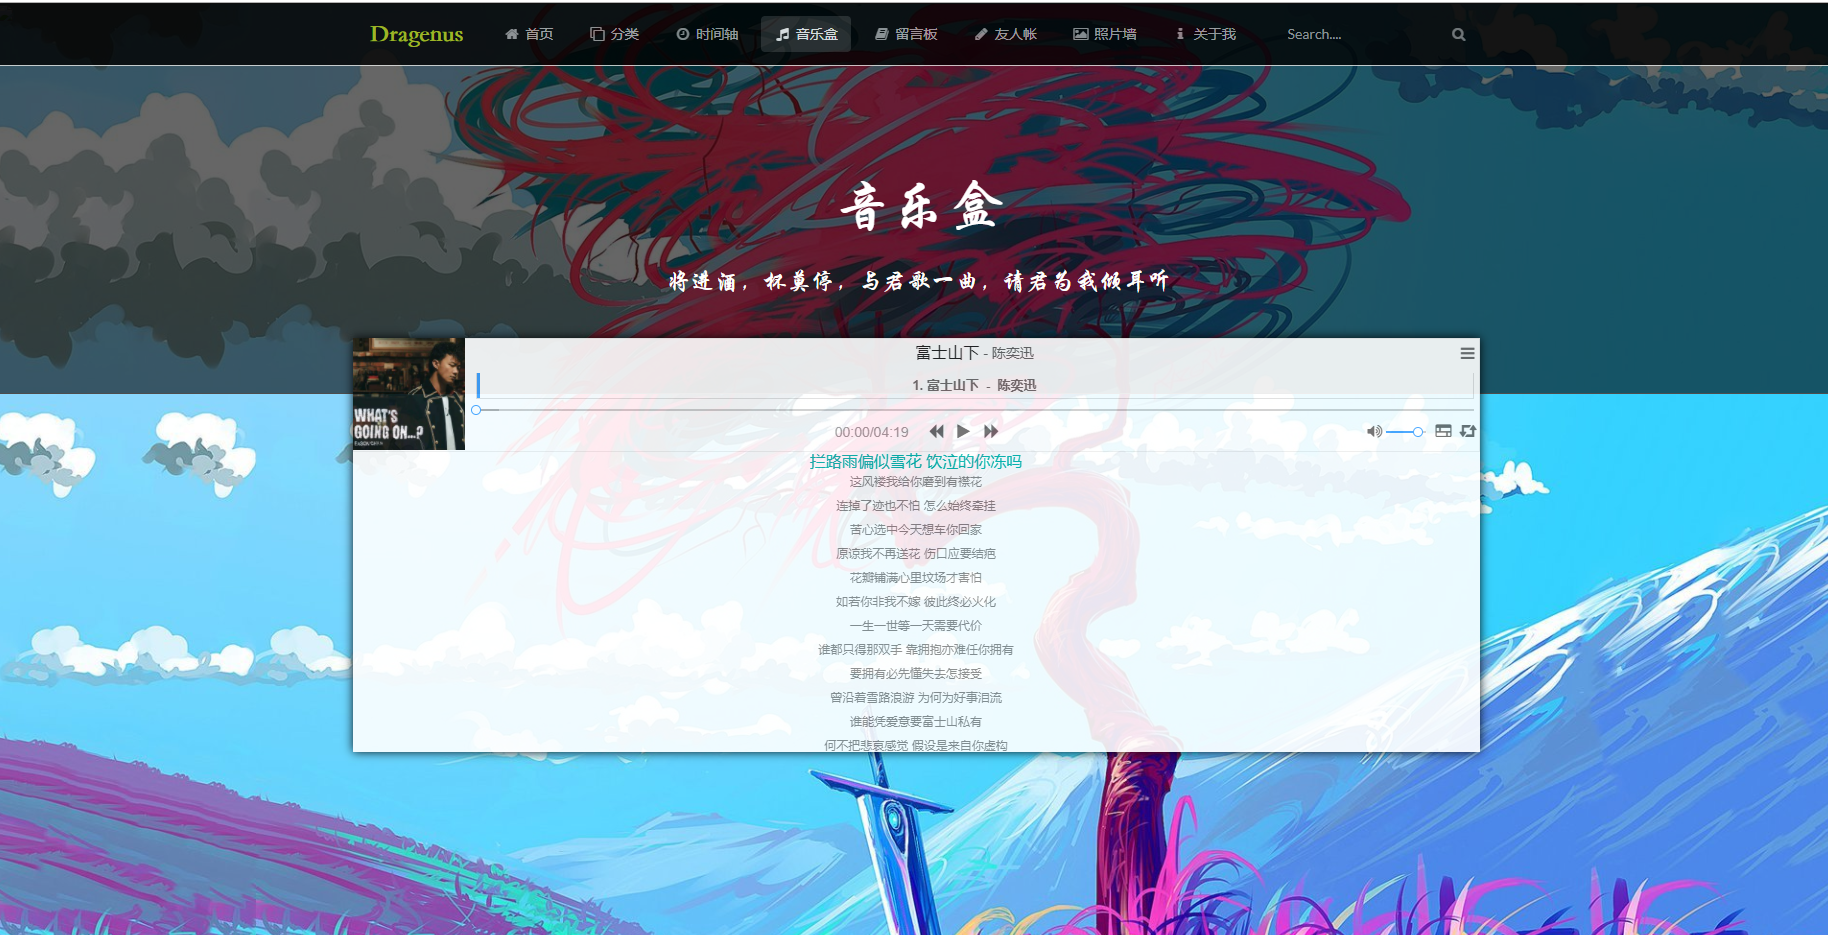 Dragenus 首页 分类 时间轴 音乐盒 留言板 友人帐 照片墙 关于我 Search....
音乐盒
将进酒，杯莫停，与君歌一曲，请君为我倾耳听
富士山下 - 陈奕迅
1. 富士山下 - 陈奕迅
WHAT'S
GOING ON...?
00:00/04:19
拦路雨偏似雪花 饮泣的你冻吗
这风褛我给你磨到有襟花
连掉了迹也不怕 怎么始终牵挂
苦心选中今天想车你回家
原谅我不再送花 伤口应要结疤
花瓣铺满心里坟场才害怕
如若你非我不嫁 彼此终必火化
一生一世等一天需要代价
谁都只得那双手 靠拥抱亦难任你拥有
要拥有必先懂失去怎接受
曾沿着雪路浪游 为何为好事泪流
谁能凭爱意要富士山私有
何不把悲哀感觉 假设是来自你虚构